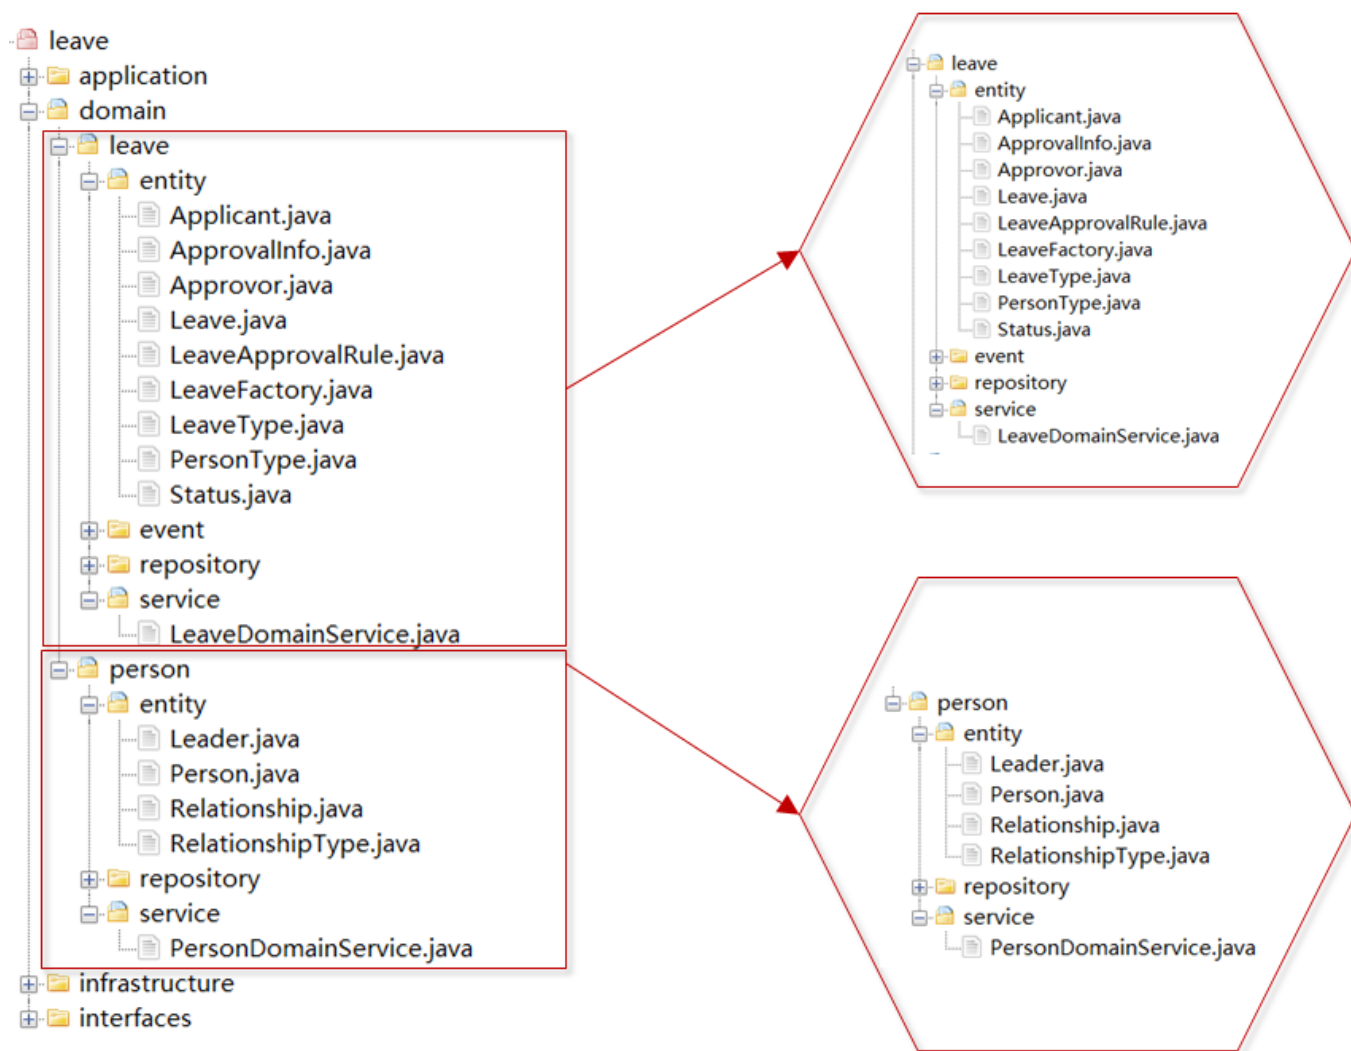 leave
application
domain
leave
entity
Applicant.java
ApprovalInfo.java
Approvor.java
Leave.java
LeaveApprovalRule.java
LeaveFactory.java
LeaveType.java
PersonType.java
Status.java
event
repository
service
LeaveDomainService.java
person
entity
Leader.java
Person.java
Relationship.java
RelationshipType.java
repository
service
PersonDomainService.java
infrastructure
interfaces
leave
entity
Applicant.java
ApprovalInfo.java
Approvor.java
Leave.java
LeaveApprovalRule.java
LeaveFactory.java
LeaveType.java
PersonType.java
Status.java
event
repository
service
LeaveDomainService.java
person
entity
Leader.java
Person.java
Relationship.java
RelationshipType.java
repository
service
PersonDomainService.java